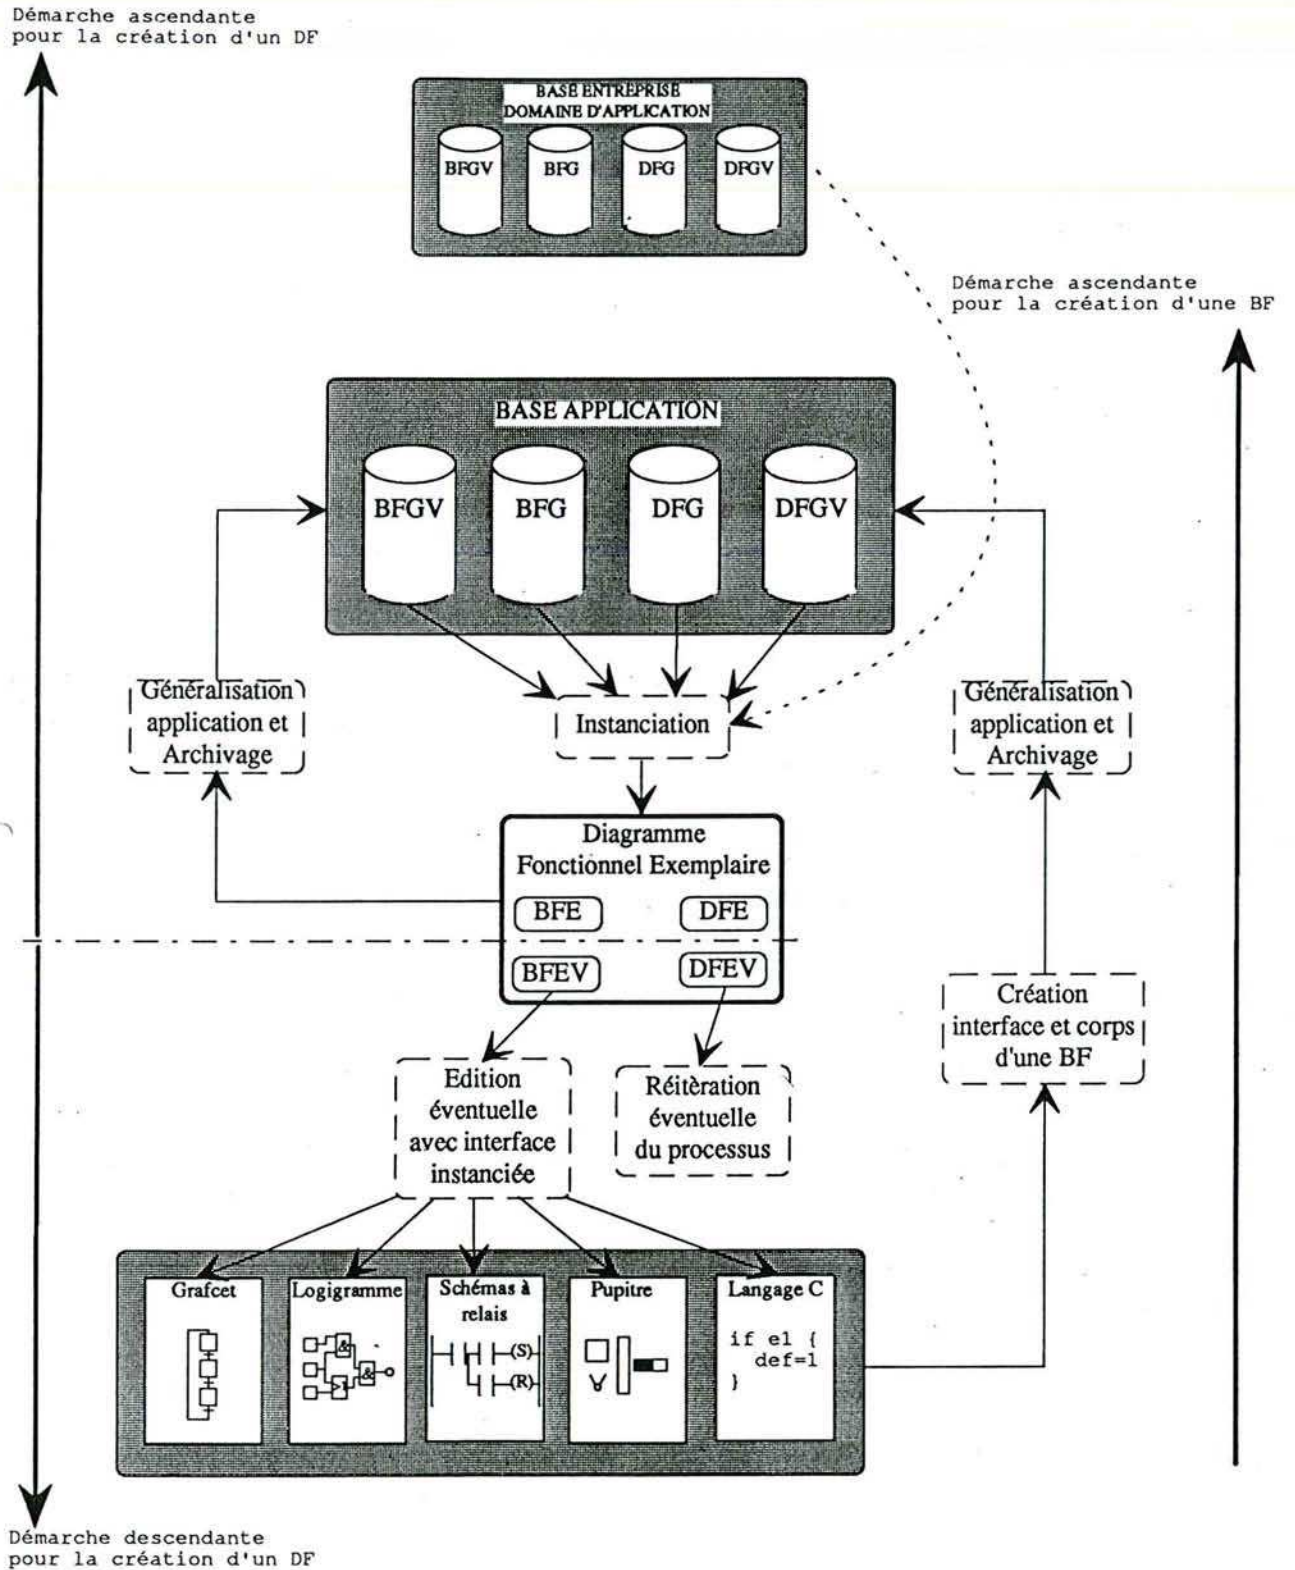 Démarche ascendante
pour la création d'un DF
BASE ENTREPRISE
DOMAINE D'APPLICATION
BFGV
BFG
DFG
DFGV
Démarche ascendante
pour la création d'une BF
BASE APPLICATION
BFGV
BFG
DFG
DFGV
Généralisation
application et
Archivage
Instanciation
Généralisation
application et
Archivage
Diagramme
Fonctionnel Exemplaire
BFE
DFE
BFEV
DFEV
Création
interface et corps
d'une BF
Edition
éventuelle
avec interface
instanciée
Réitèration
éventuelle
du processus
Grafcet
Logigramme
Schémas à
relais
Pupitre
Langage C
&
&
>1
(S)
(R)
if e1 {
def=1
}
Démarche descendante
pour la création d'un DF